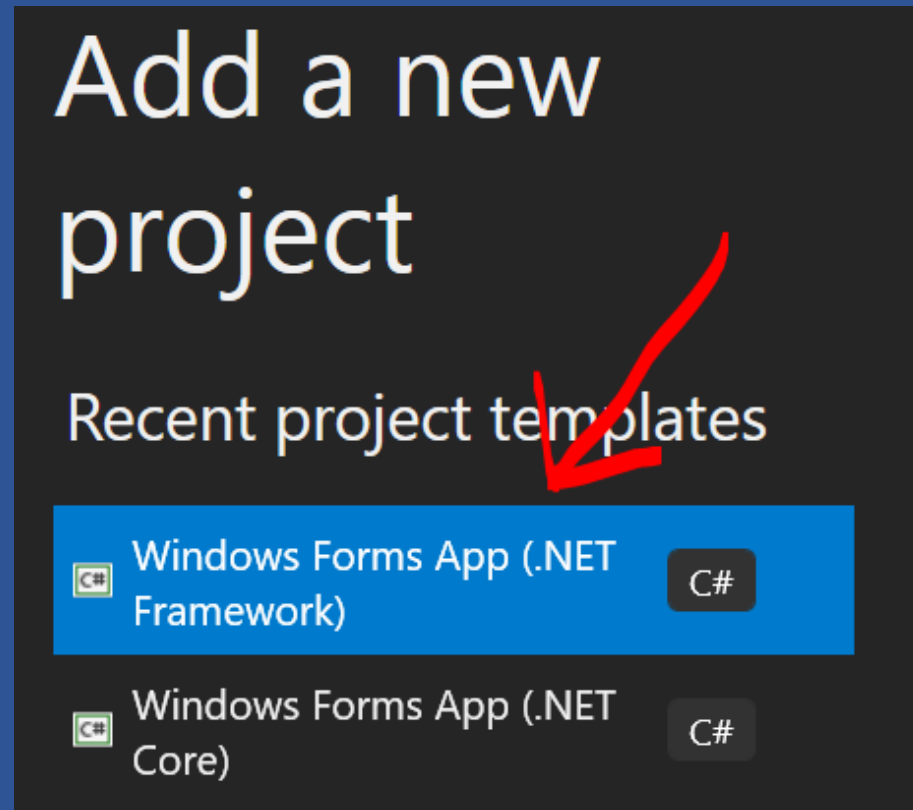 Add a new
project
Recent project templates
C# Windows Forms App (.NET C#
Framework)
C# Windows Forms App (.NET C#
Core)